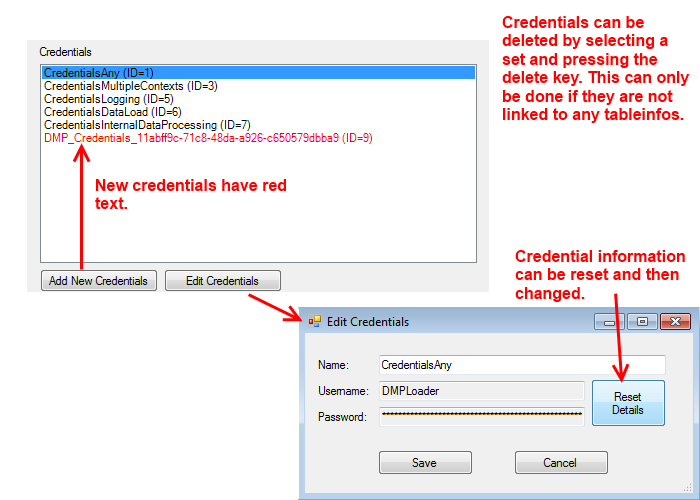 Credentials can be
deleted by selecting a
set and pressing the
delete key. This can only
be done if they are not
linked to any tableinfos.
Credentials
CredentialsAny (ID=1)
CredentialsMultipleContexts (ID=3)
CredentialsLogging (ID=5)
CredentialsDataLoad (ID=6)
CredentialsInternalDataProcessing (ID=7)
DMP_Credentials_11abff9c-71c8-48da-a926-c650579dbba9 (ID=9)
New credentials have red
text.
Add New Credentials
Edit Credentials
Credential information
can be reset and then
changed.
Edit Credentials
Name:
CredentialsAny
Username:
DMPLoader
Password:
Reset
Details
Save
Cancel